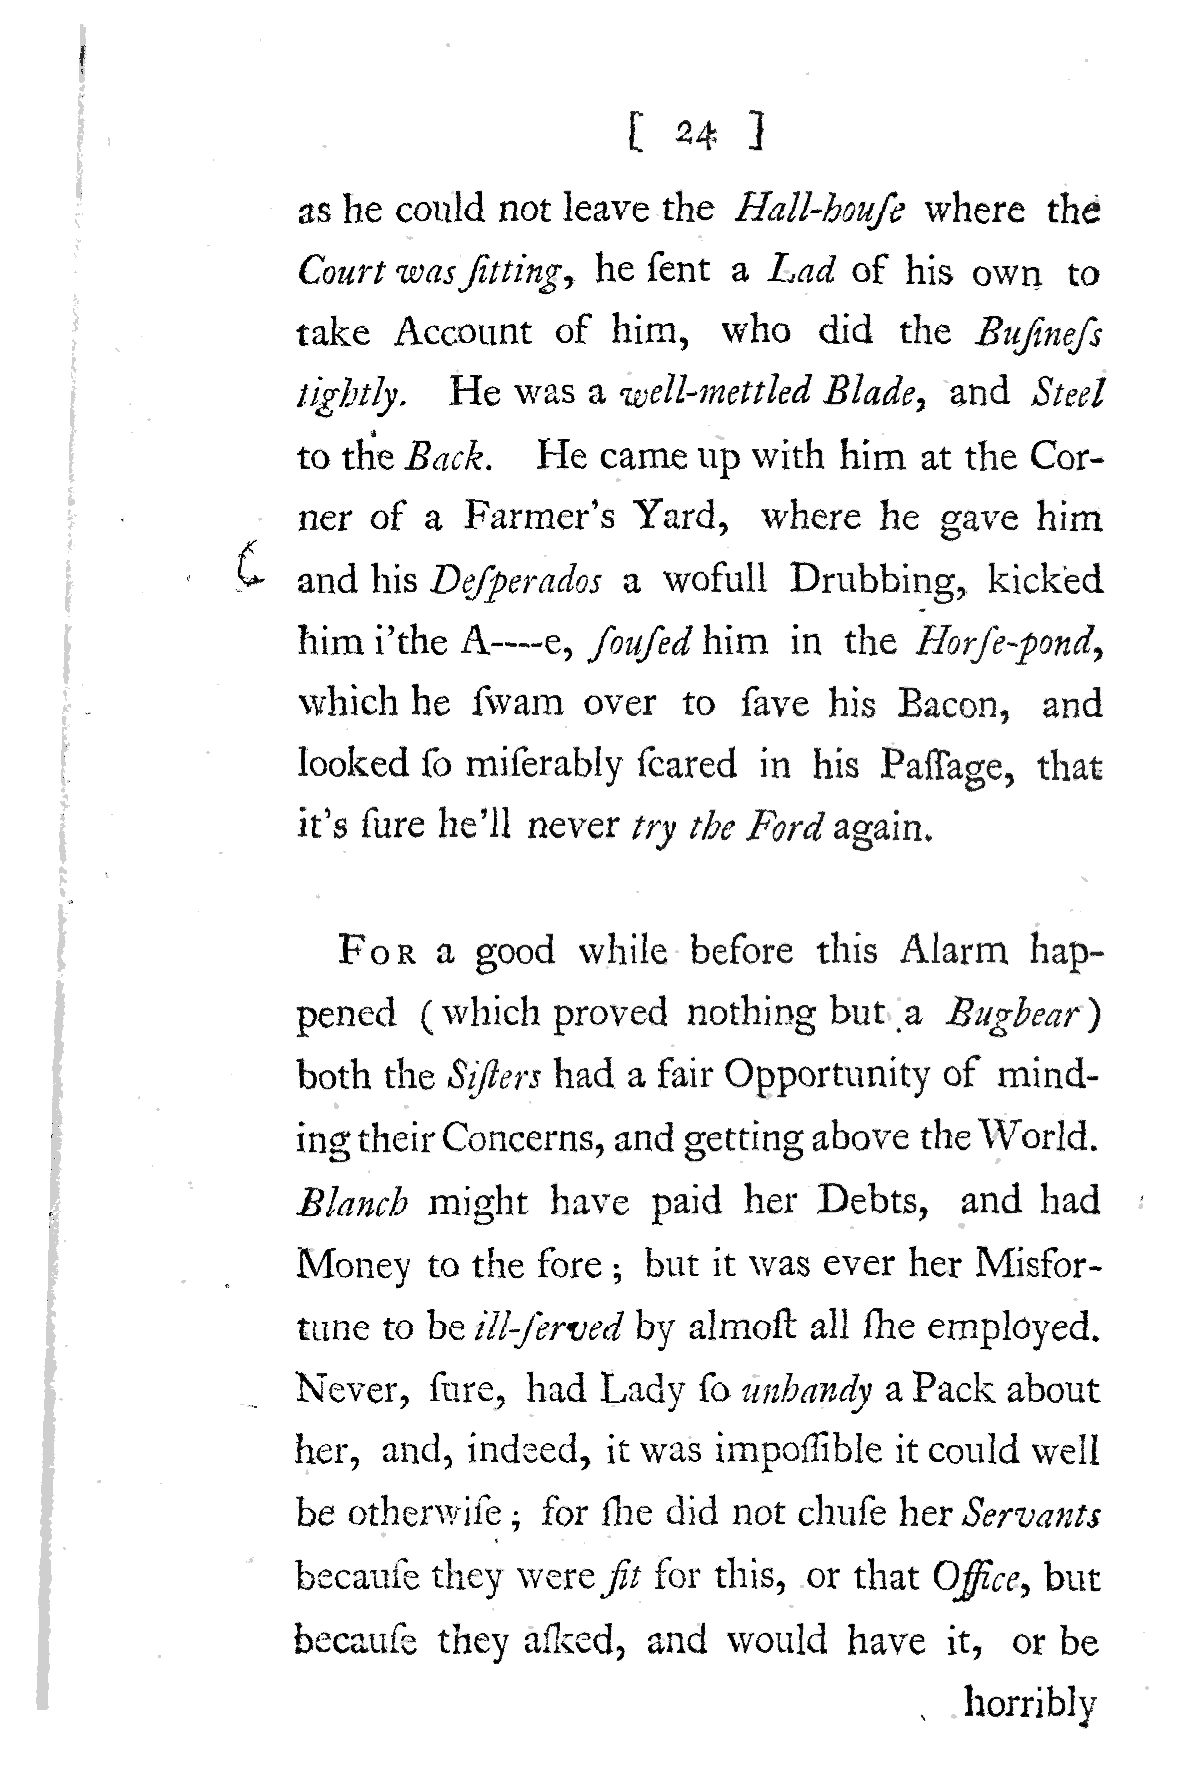 [ 24 ]
as he could not leave the Hall-houſe where the
Court was ſitting, he ſent a Lad of his own to
take Account of him, who did the Buſineſs
tightly. He was a well-mettled Blade, and Steel
to the Back. He came up with him at the Cor-
ner of a Farmer's Yard, where he gave him
and his Deſperados a wofull Drubbing, kicked
him i'the A----e, ſouſed him in the Horſe-pond,
which he ſwam over to ſave his Bacon, and
looked ſo miſerably ſcared in his Paſſage, that
it's ſure he'll never try the Ford again.
FOR a good while before this Alarm hap-
pened (which proved nothing but a Bugbear)
both the Siſters had a fair Opportunity of mind-
ing their Concerns, and getting above the World.
Blanch might have paid her Debts, and had
Money to the fore; but it was ever her Misfor-
tune to be ill-ſerved by almoſt all ſhe employed.
Never, ſure, had Lady ſo unhandy a Pack about
her, and, indeed, it was impoſſible it could well
be otherwiſe; for ſhe did not chuſe her Servants
becauſe they were fit for this, or that Office, but
becauſe they aſked, and would have it, or be
horribly